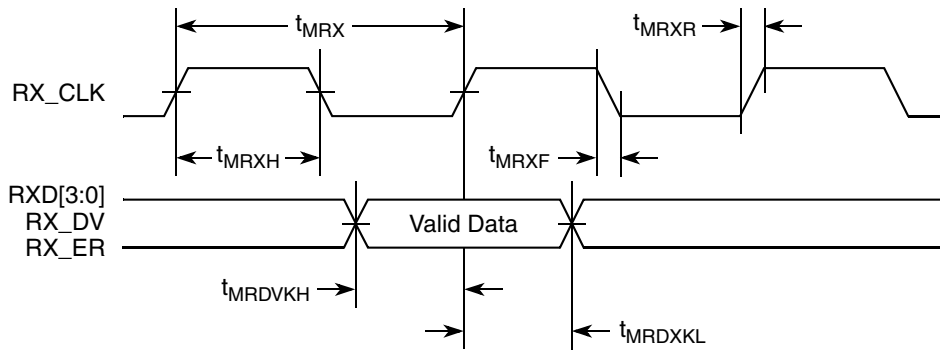 tMRX
tMRXR
RX_CLK
tMRXH
tMRXF
RXD[3:0]
RX_DV
Valid Data
RX_ER
tMRDVKH
tMRDXKL